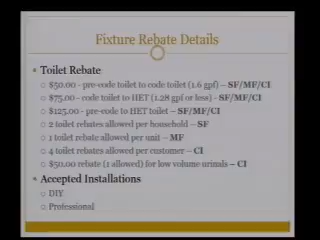 Fixture Rebate Details
Toilet Rebate
$50.00 - pre-code toilet to code toilet (1.6 gpf) – SF/MF/CI
$75.00 - code toilet to HET (1.28 gpf or less) - SF/MF/CI
$125.00 - pre-code to HET toilet – SF/MF/CI
2 toilet rebates allowed per household – SF
1 toilet rebate allowed per unit – MF
4 toilet rebates allowed per customer – CI
$50.00 rebate (1 allowed) for low volume urinals – CI
Accepted Installations
DIY
Professional